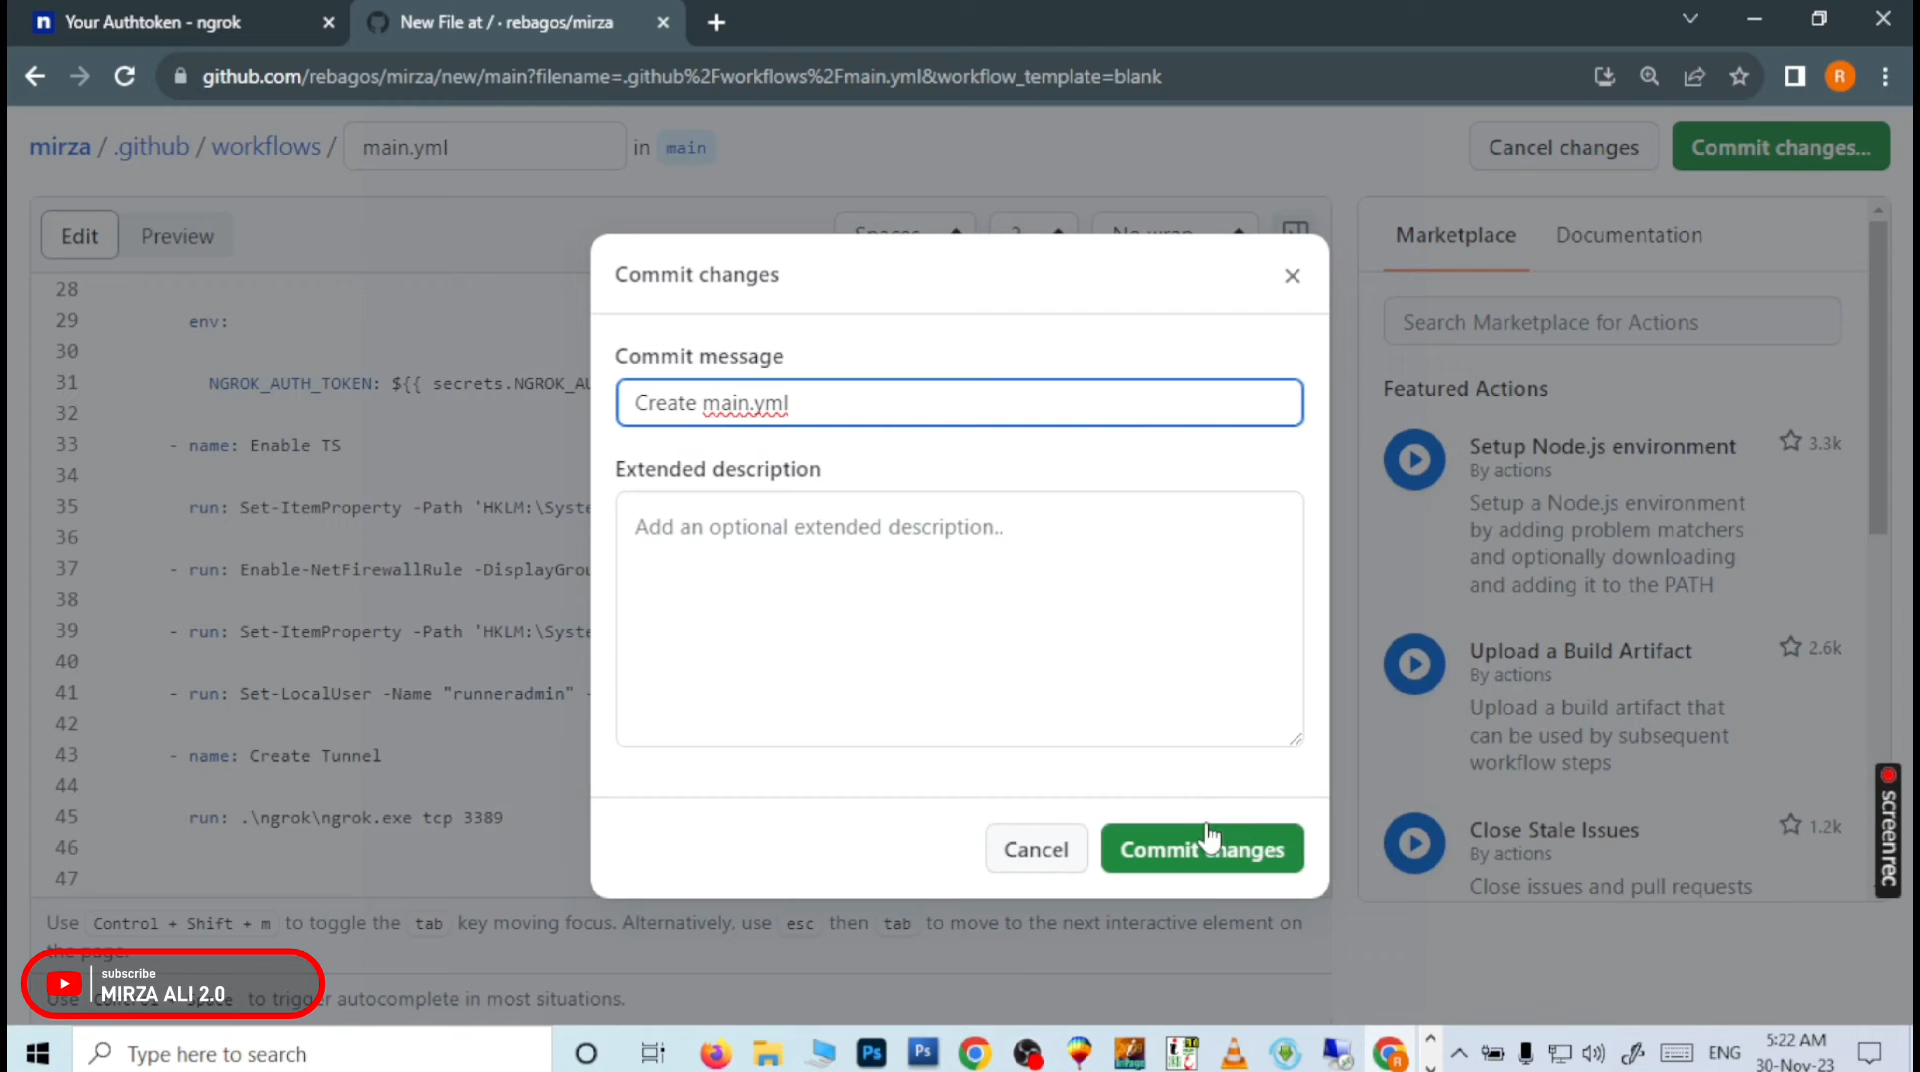 Your Authtoken - ngrok
New File at / · rebagos/mirza
github.com/rebagos/mirza/new/main?filename=.github%2Fworkflows%2Fmain.yml&workflow_template=blank
R
mirza / .github / workflows / main.yml in main
Cancel changes
Commit changes...
Edit
Preview
Spaces
2
No wrap
28
29 env:
30
31 NGROK_AUTH_TOKEN: ${{ secrets.NGROK_AU
32
33 - name: Enable TS
34
35 run: Set-ItemProperty -Path 'HKLM:\Syste
36
37 - run: Enable-NetFirewallRule -DisplayGrou
38
39 - run: Set-ItemProperty -Path 'HKLM:\Syste
40
41 - run: Set-LocalUser -Name "runneradmin" -
42
43 - name: Create Tunnel
44
45 run: .\ngrok\ngrok.exe tcp 3389
46
47
Commit changes
Commit message
Create main.yml
Extended description
Add an optional extended description..
Cancel
Commit changes
Marketplace
Documentation
Search Marketplace for Actions
Featured Actions
Setup Node.js environment
3.3k
By actions
Setup a Node.js environment
by adding problem matchers
and optionally downloading
and adding it to the PATH
Upload a Build Artifact
2.6k
By actions
Upload a build artifact that
can be used by subsequent
workflow steps
Close Stale Issues
1.2k
By actions
Close issues and pull requests
screenrec
Use Control + Shift + m to toggle the tab key moving focus. Alternatively, use esc then tab to move to the next interactive element on
the page.
Use to trigger autocomplete in most situations.
subscribe
MIRZA ALI 2.0
Type here to search
Ps
Ps
ENG
5:22 AM
30-Nov-23